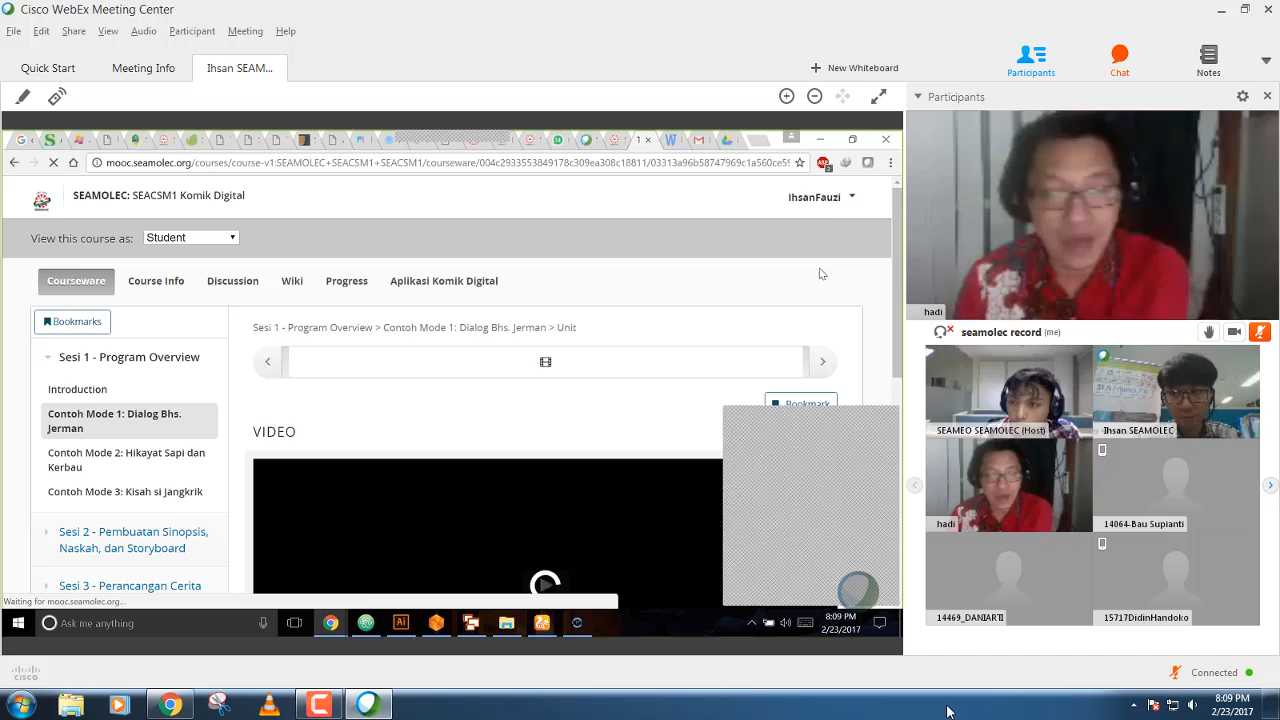 Cisco WebEx Meeting Center
File Edit Share View Audio Participant Meeting Help
Quick Start Meeting Info Ihsan SEAM... + New Whiteboard
Participants Chat Notes
Participants
mooc.seamolec.org/courses/course-v1:SEAMOLEC+SEACSM1+SEACSM1/courseware/004c2933553849178c309ea308c18811/03313a96b58747969c1a560ce59
SEAMOLEC: SEACSM1 Komik Digital
IhsanFauzi
View this course as: Student
Courseware Course Info Discussion Wiki Progress Aplikasi Komik Digital
Bookmarks
Sesi 1 - Program Overview > Contoh Mode 1: Dialog Bhs. Jerman > Unit
Sesi 1 - Program Overview
Introduction
Contoh Mode 1: Dialog Bhs.
Jerman
Contoh Mode 2: Hikayat Sapi dan
Kerbau
Contoh Mode 3: Kisah si Jangkrik
Sesi 2 - Pembuatan Sinopsis,
Naskah, dan Storyboard
Sesi 3 - Perancangan Cerita
Bookmark
VIDEO
Waiting for mooc.seamolec.org...
Ask me anything
8:09 PM
2/23/2017
hadi
seamolec record (me)
SEAMEO SEAMOLEC (Host)
Ihsan SEAMOLEC
hadi
14064-Bau Supianti
14469_DANIARTI
15717DidinHandoko
cisco
Connected
8:09 PM
2/23/2017